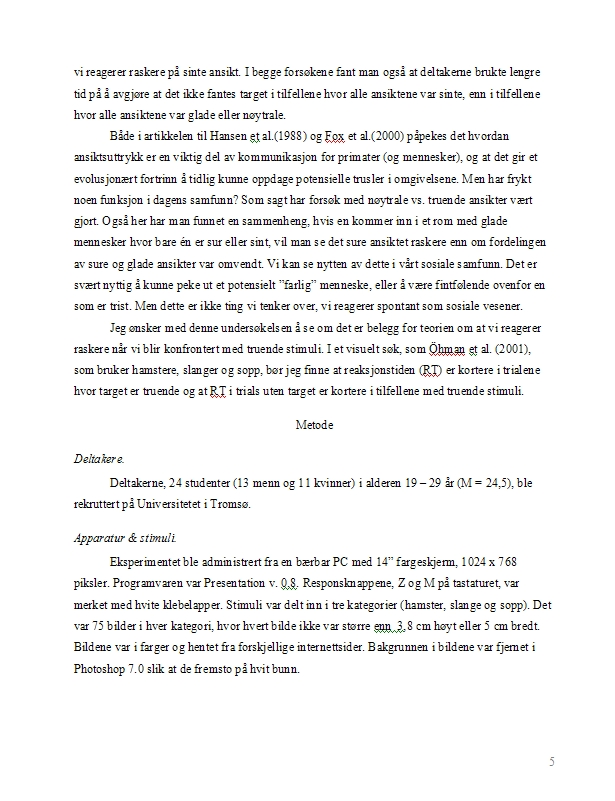 vi reagerer raskere på sinte ansikt. I begge forsøkene fant man også at deltakerne brukte lengre
tid på å avgjøre at det ikke fantes target i tilfellene hvor alle ansiktene var sinte, enn i tilfellene
hvor alle ansiktene var glade eller nøytrale.
Både i artikkelen til Hansen et al.(1988) og Fox et al.(2000) påpekes det hvordan
ansiktsuttrykk er en viktig del av kommunikasjon for primater (og mennesker), og at det gir et
evolusjonært fortrinn å tidlig kunne oppdage potensielle trusler i omgivelsene. Men har frykt
noen funksjon i dagens samfunn? Som sagt har forsøk med nøytrale vs. truende ansikter vært
gjort. Også her har man funnet en sammenheng, hvis en kommer inn i et rom med glade
mennesker hvor bare én er sur eller sint, vil man se det sure ansiktet raskere enn om fordelingen
av sure og glade ansikter var omvendt. Vi kan se nytten av dette i vårt sosiale samfunn. Det er
svært nyttig å kunne peke ut et potensielt ”farlig” menneske, eller å være fintfølende ovenfor en
som er trist. Men dette er ikke ting vi tenker over, vi reagerer spontant som sosiale vesener.
Jeg ønsker med denne undersøkelsen å se om det er belegg for teorien om at vi reagerer
raskere når vi blir konfrontert med truende stimuli. I et visuelt søk, som Öhman et al. (2001),
som bruker hamstere, slanger og sopp, bør jeg finne at reaksjonstiden (RT) er kortere i trialene
hvor target er truende og at RT i trials uten target er kortere i tilfellene med truende stimuli.
Metode
Deltakere.
Deltakerne, 24 studenter (13 menn og 11 kvinner) i alderen 19 – 29 år (M = 24,5), ble
rekruttert på Universitetet i Tromsø.
Apparatur & stimuli.
Eksperimentet ble administrert fra en bærbar PC med 14” fargeskjerm, 1024 x 768
piksler. Programvaren var Presentation v. 0.8. Responsknappene, Z og M på tastaturet, var
merket med hvite klebelapper. Stimuli var delt inn i tre kategorier (hamster, slange og sopp). Det
var 75 bilder i hver kategori, hvor hvert bilde ikke var større enn 3,8 cm høyt eller 5 cm bredt.
Bildene var i farger og hentet fra forskjellige internettsider. Bakgrunnen i bildene var fjernet i
Photoshop 7.0 slik at de fremsto på hvit bunn.
5